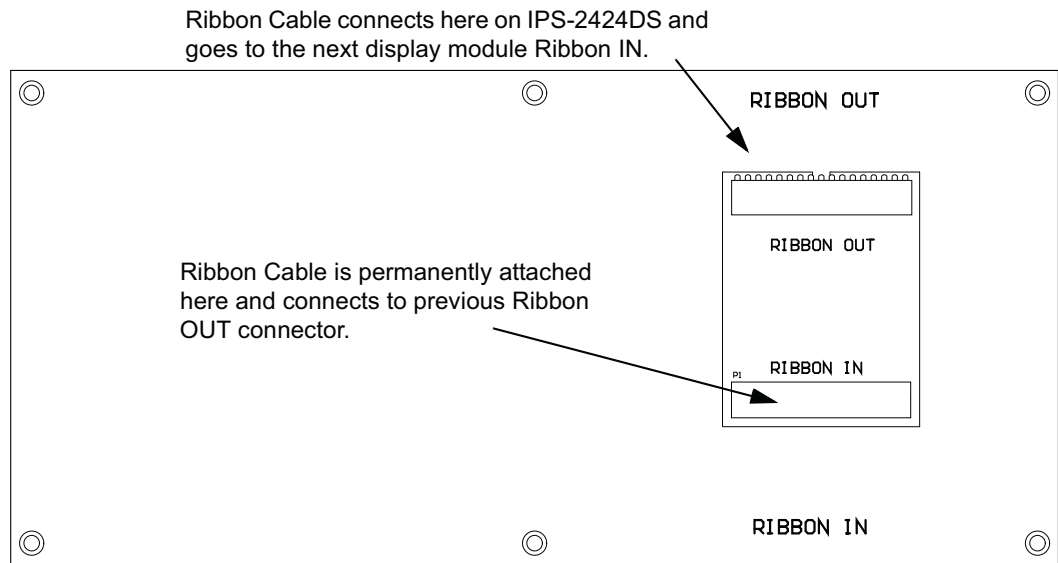 Ribbon Cable connects here on IPS-2424DS and
goes to the next display module Ribbon IN.
RIBBON OUT
RIBBON OUT
Ribbon Cable is permanently attached
here and connects to previous Ribbon
OUT connector.
P1
RIBBON IN
RIBBON IN